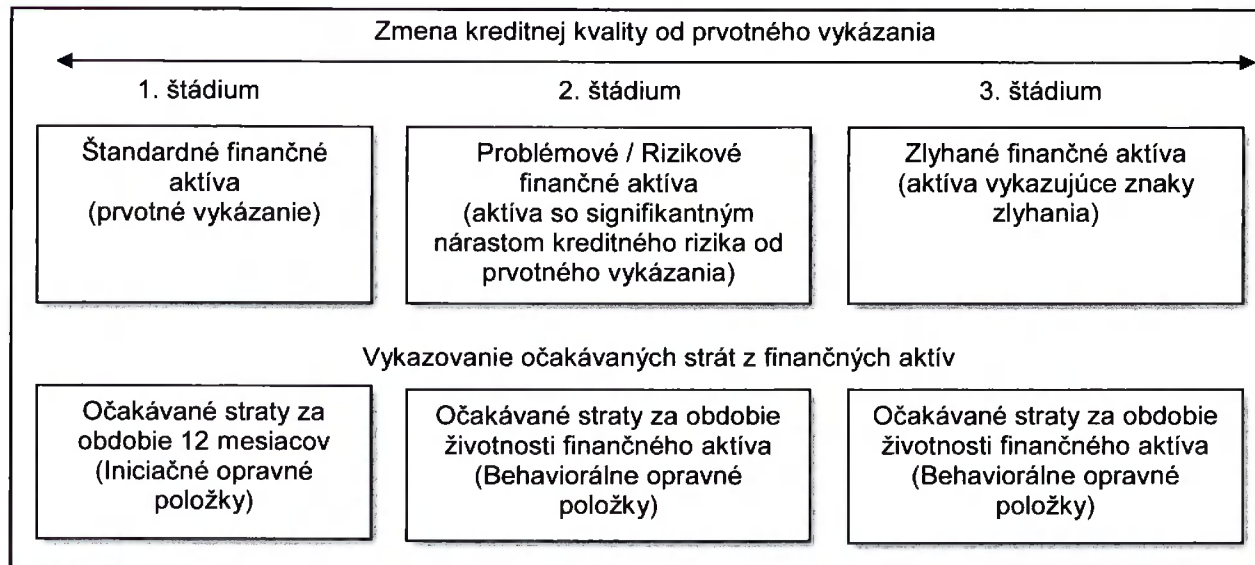 Zmena kreditnej kvality od prvotného vykázania
1. štádium
2. štádium
3. štádium
Štandardné finančné
aktíva
(prvotné vykázanie)
Problémové / Rizikové
finančné aktíva
(aktíva so signifikantným
nárastom kreditného rizika od
prvotného vykázania)
Zlyhané finančné aktíva
(aktíva vykazujúce znaky
zlyhania)
Vykazovanie očakávaných strát z finančných aktív
Očakávané straty za
obdobie 12 mesiacov
(Iniciačné opravné
položky)
Očakávané straty za obdobie
životnosti finančného aktíva
(Behaviorálne opravné
položky)
Očakávané straty za obdobie
životnosti finančného aktíva
(Behaviorálne opravné
položky)